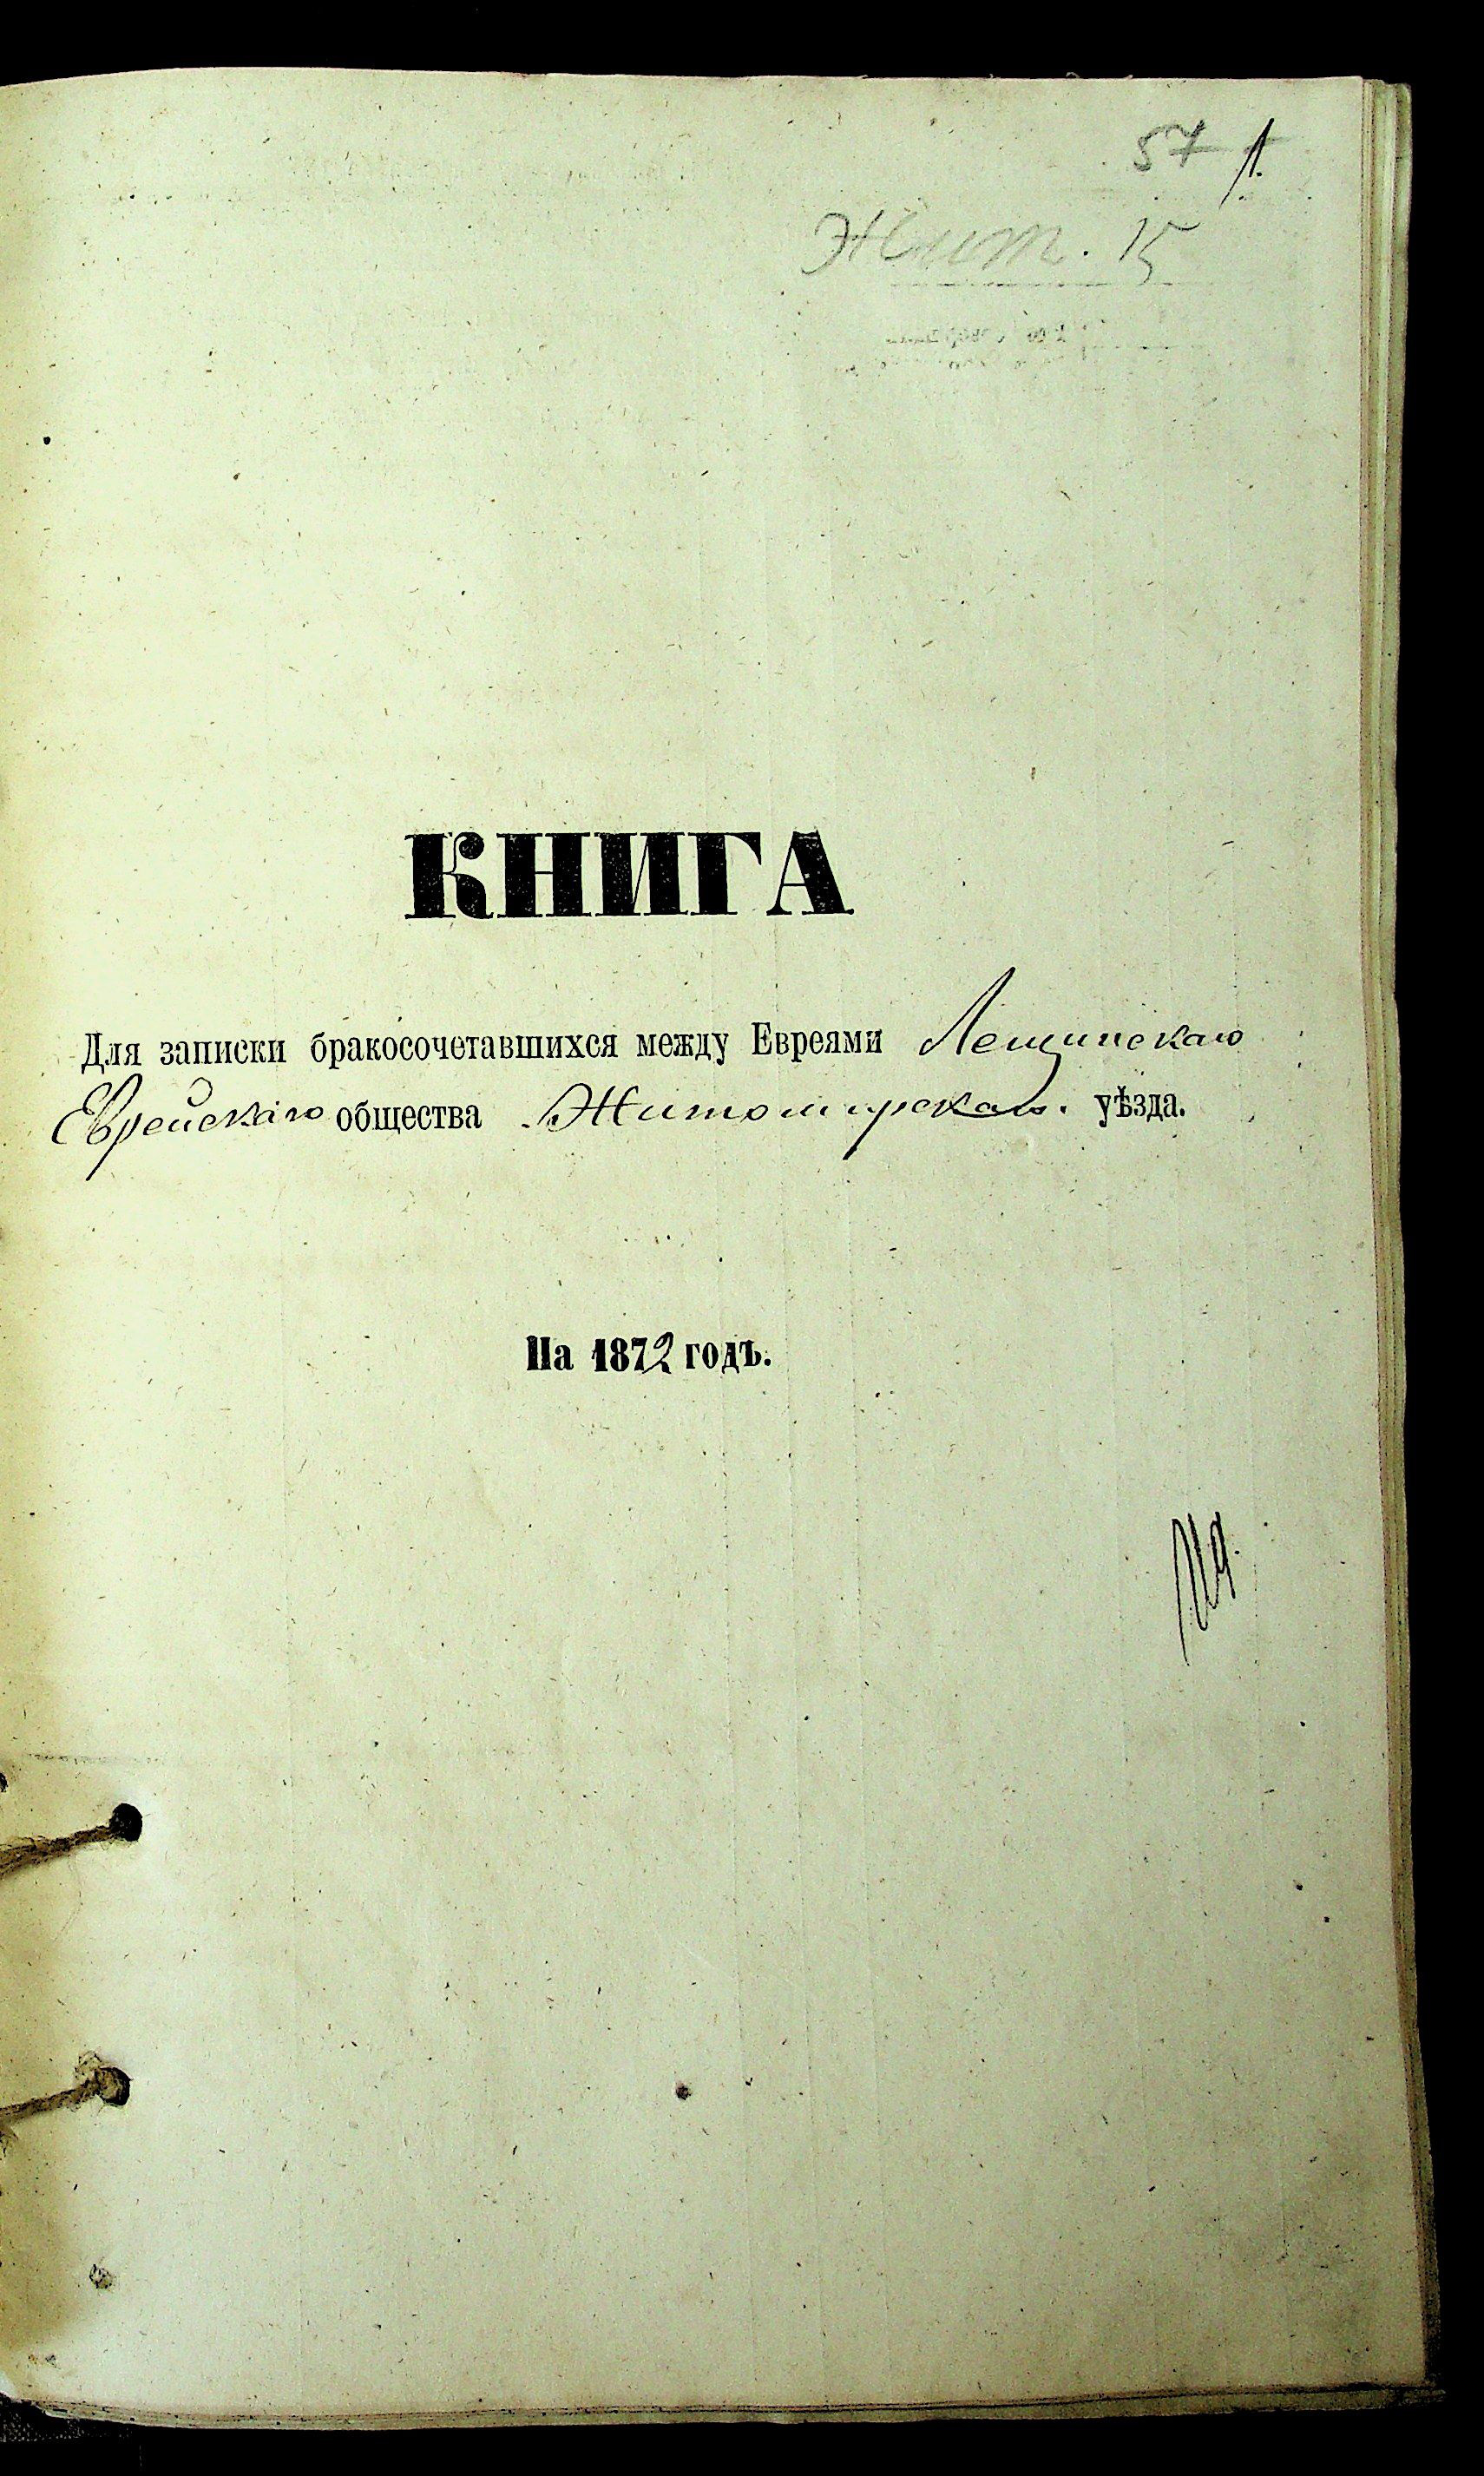 57 1.
Жит. 15
КНИГА
Для записки бракосочетавшихся между Евреями Лещинскаго
Еврейскаго общества Житомирскаго уѣзда.
На 1872 годъ.